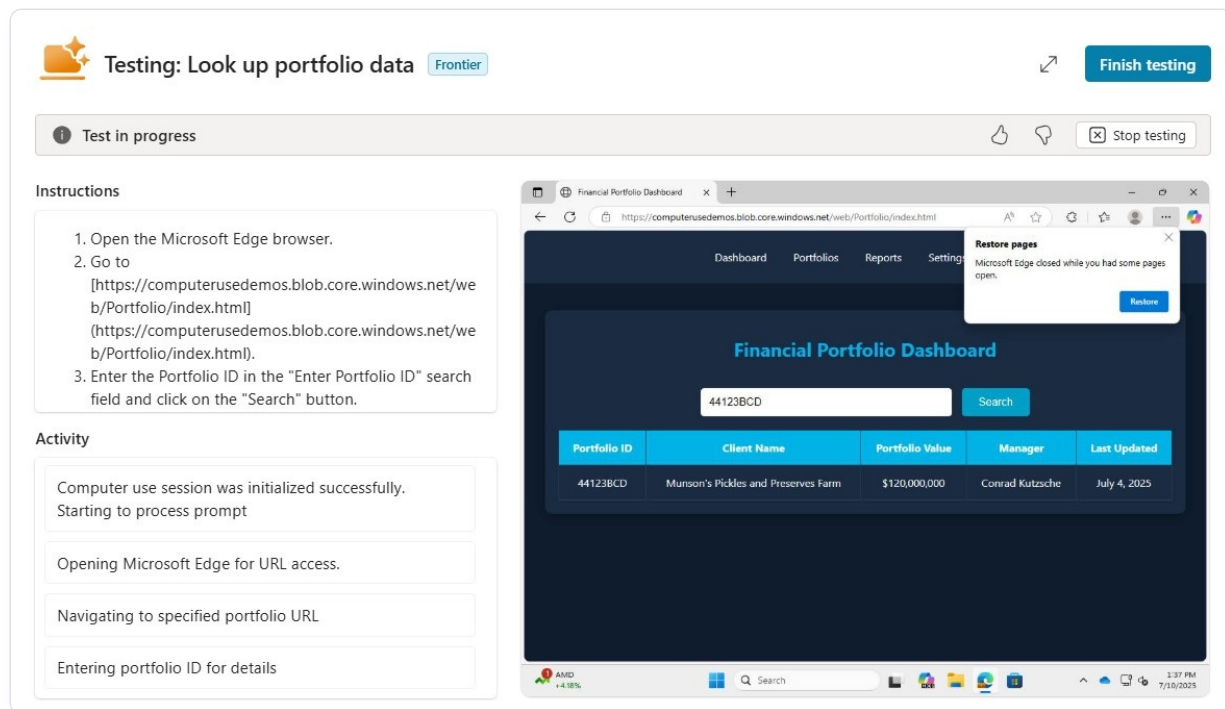 Testing: Look up portfolio data
Frontier
Finish testing
Test in progress
Stop testing
Instructions
1. Open the Microsoft Edge browser.
2. Go to
[https://computerusedemos.blob.core.windows.net/we
b/Portfolio/index.html]
(https://computerusedemos.blob.core.windows.net/we
b/Portfolio/index.html).
3. Enter the Portfolio ID in the "Enter Portfolio ID" search
field and click on the "Search" button.
Activity
Computer use session was initialized successfully.
Starting to process prompt
Opening Microsoft Edge for URL access.
Navigating to specified portfolio URL
Entering portfolio ID for details
Financial Portfolio Dashboard
https://computerusedemos.blob.core.windows.net/web/Portfolio/index.html
Dashboard Portfolios Reports Settings
Restore pages
Microsoft Edge closed while you had some pages
open.
Restore
Financial Portfolio Dashboard
44123BCD
Search
Portfolio ID Client Name Portfolio Value Manager Last Updated
44123BCD Munson's Pickles and Preserves Farm $120,000,000 Conrad Kutzsche July 4, 2025
1
AMD
+4.18%
Search
1:37 PM
7/10/2025